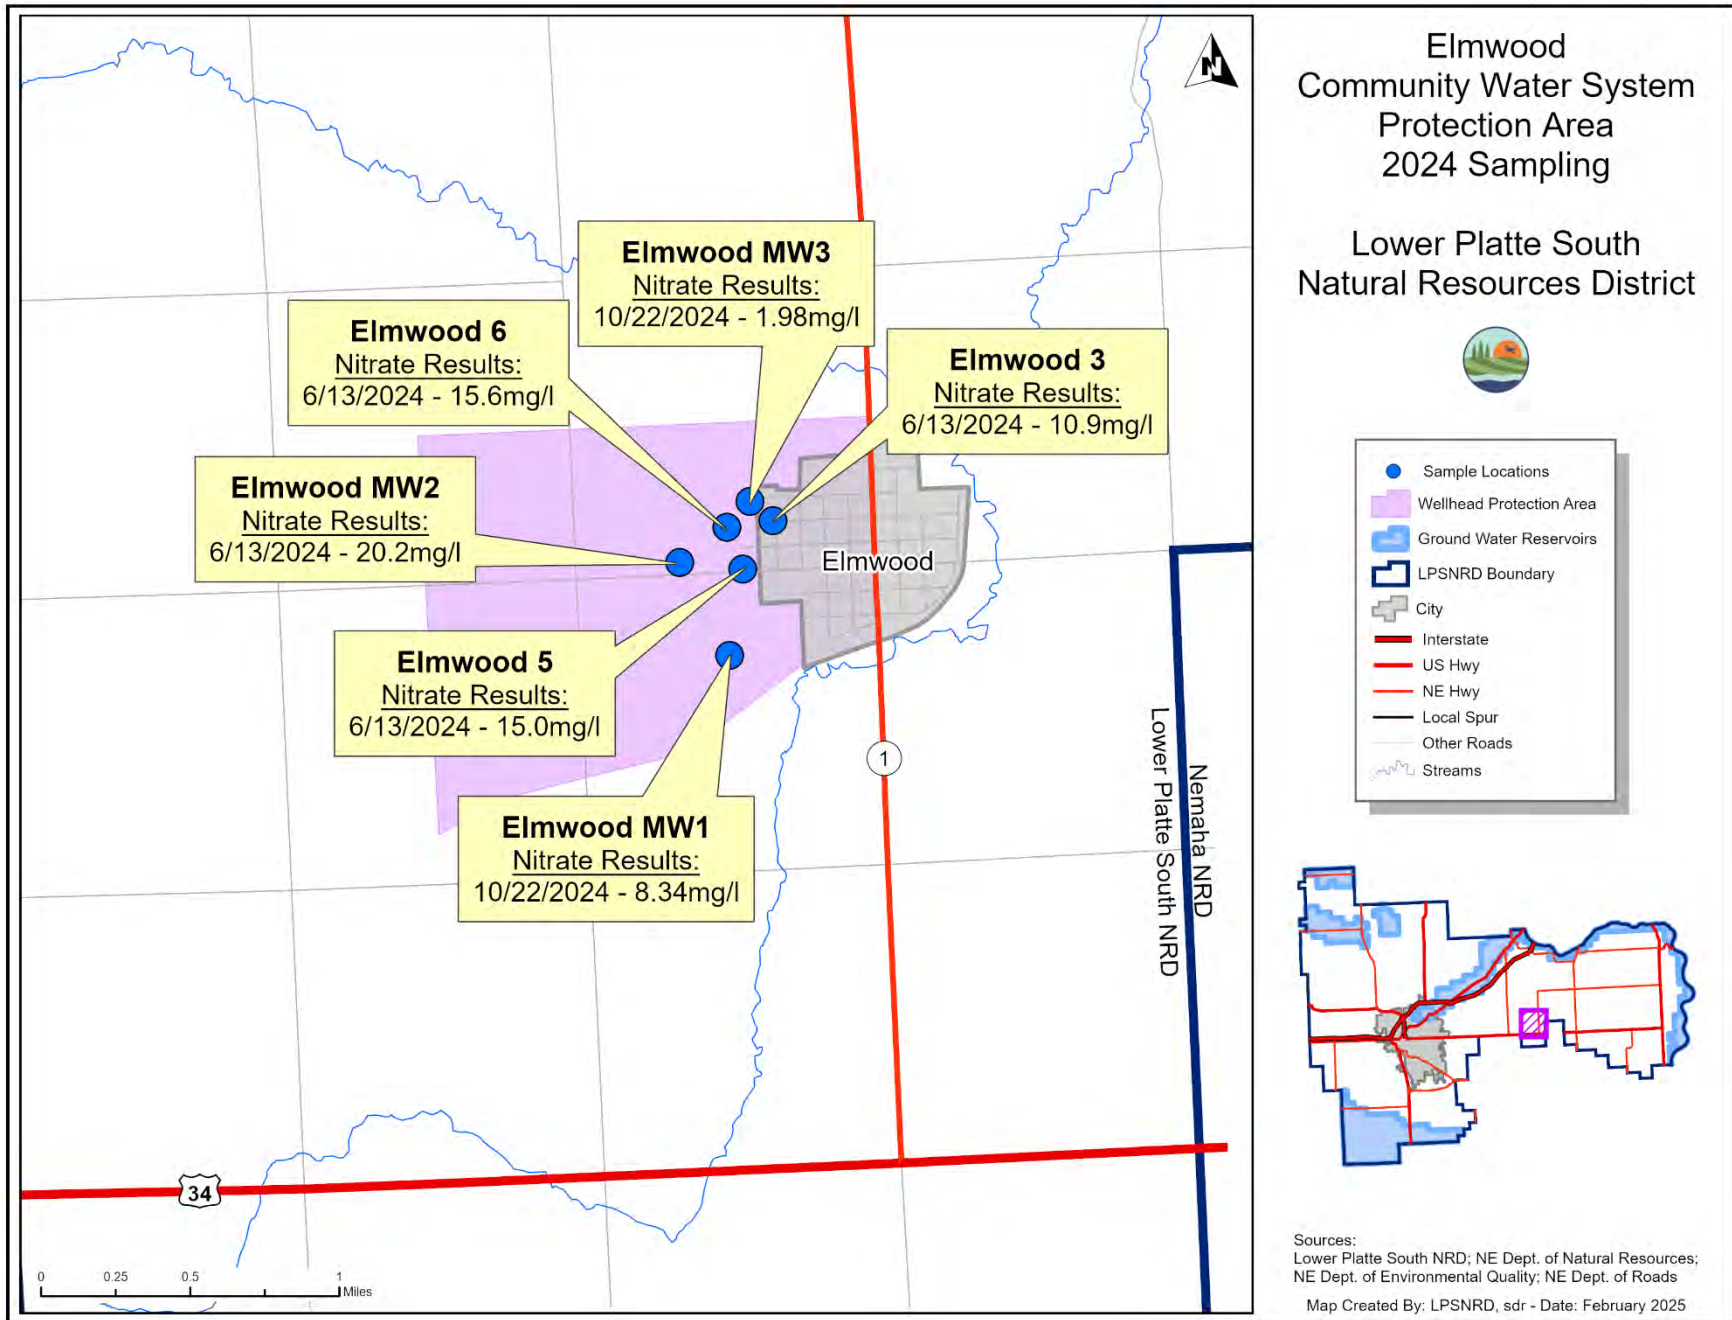 Elmwood
Community Water System
Protection Area
2024 Sampling
Lower Platte South
Natural Resources District
N
Elmwood MW3
Nitrate Results:
10/22/2024 - 1.98mg/l
Elmwood 6
Nitrate Results:
6/13/2024 - 15.6mg/l
Elmwood 3
Nitrate Results:
6/13/2024 - 10.9mg/l
Elmwood MW2
Nitrate Results:
6/13/2024 - 20.2mg/l
Elmwood
Elmwood 5
Nitrate Results:
6/13/2024 - 15.0mg/l
Elmwood MW1
Nitrate Results:
10/22/2024 - 8.34mg/l
1
Lower Platte South NRD
Nemaha NRD
34
0 0.25 0.5 1
Miles
Sample Locations
Wellhead Protection Area
Ground Water Reservoirs
LPSNRD Boundary
City
Interstate
US Hwy
NE Hwy
Local Spur
Other Roads
Streams
Sources:
Lower Platte South NRD; NE Dept. of Natural Resources;
NE Dept. of Environmental Quality; NE Dept. of Roads
Map Created By: LPSNRD, sdr - Date: February 2025